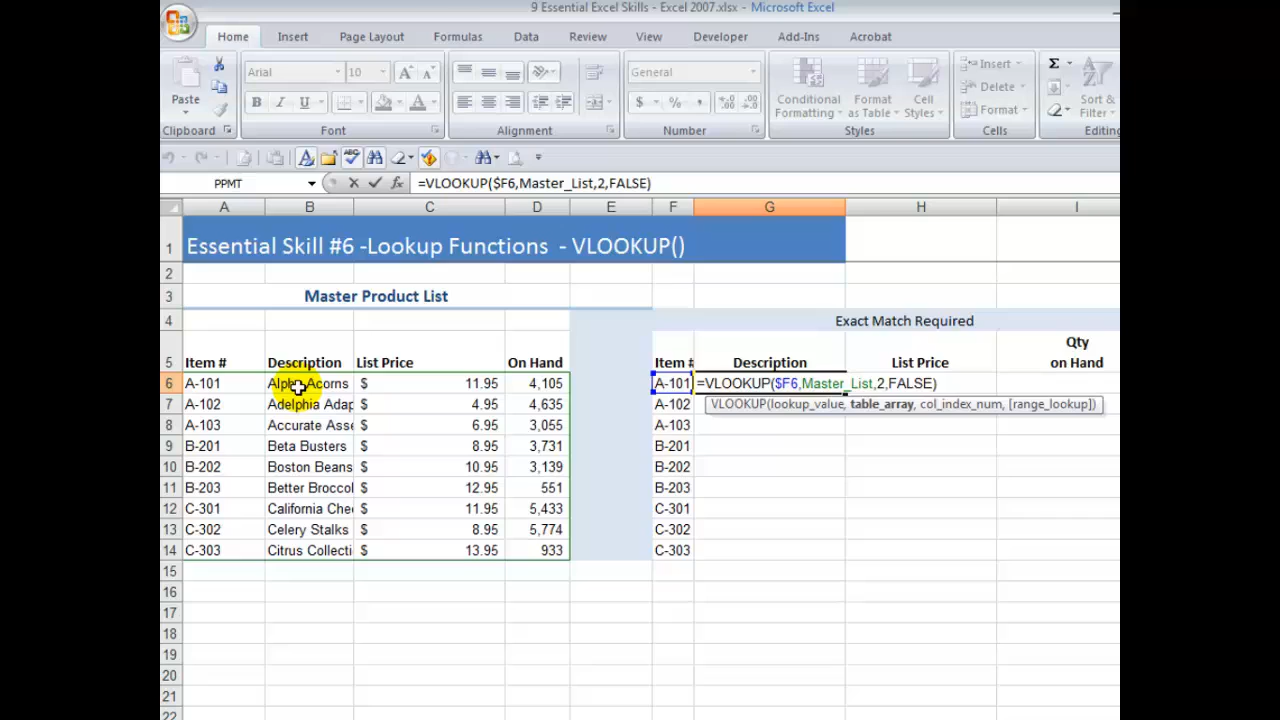 9 Essential Excel Skills - Excel 2007.xlsx - Microsoft Excel
Home Insert Page Layout Formulas Data Review View Developer Add-Ins Acrobat
Arial 10 A A General Σ Insert
Paste B I U A $ % , Conditional Formatting Format as Table Cell Styles Delete Format Sort & Filter
Clipboard Font Alignment Number Styles Cells Editing
PPMT fx =VLOOKUP($F6,Master_List,2,FALSE)
A B C D E F G H I
1 Essential Skill #6 -Lookup Functions - VLOOKUP()
2
3 Master Product List
4 Exact Match Required
5 Item # Description List Price On Hand Item # Description List Price Qty on Hand
6 A-101 Alpha Acorns $ 11.95 4,105 A-101 =VLOOKUP($F6,Master_List,2,FALSE)
7 A-102 Adelphia Adap $ 4.95 4,635 A-102 VLOOKUP(lookup_value, table_array, col_index_num, [range_lookup])
8 A-103 Accurate Asse $ 6.95 3,055 A-103
9 B-201 Beta Busters $ 8.95 3,731 B-201
10 B-202 Boston Beans $ 10.95 3,139 B-202
11 B-203 Better Broccol $ 12.95 551 B-203
12 C-301 California Che $ 11.95 5,433 C-301
13 C-302 Celery Stalks $ 8.95 5,774 C-302
14 C-303 Citrus Collecti $ 13.95 933 C-303
15
16
17
18
19
20
21
22